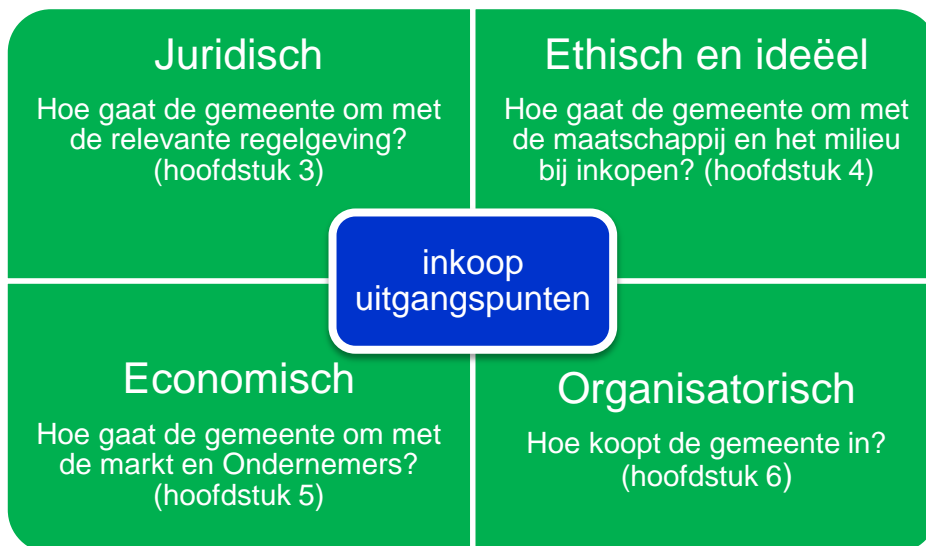 Juridisch
Hoe gaat de gemeente om met
de relevante regelgeving?
(hoofdstuk 3)
Ethisch en ideëel
Hoe gaat de gemeente om met
de maatschappij en het milieu
bij inkopen? (hoofdstuk 4)
inkoop
uitgangspunten
Economisch
Hoe gaat de gemeente om met
de markt en Ondernemers?
(hoofdstuk 5)
Organisatorisch
Hoe koopt de gemeente in?
(hoofdstuk 6)